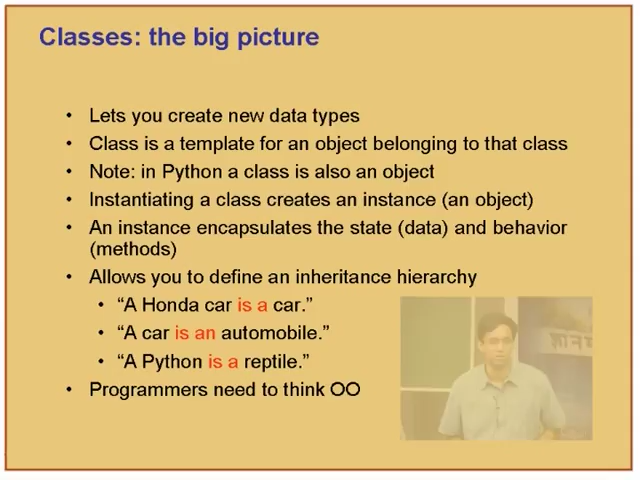 Classes: the big picture
• Lets you create new data types
• Class is a template for an object belonging to that class
• Note: in Python a class is also an object
• Instantiating a class creates an instance (an object)
• An instance encapsulates the state (data) and behavior
(methods)
• Allows you to define an inheritance hierarchy
• “A Honda car is a car.”
• “A car is an automobile.”
• “A Python is a reptile.”
• Programmers need to think OO